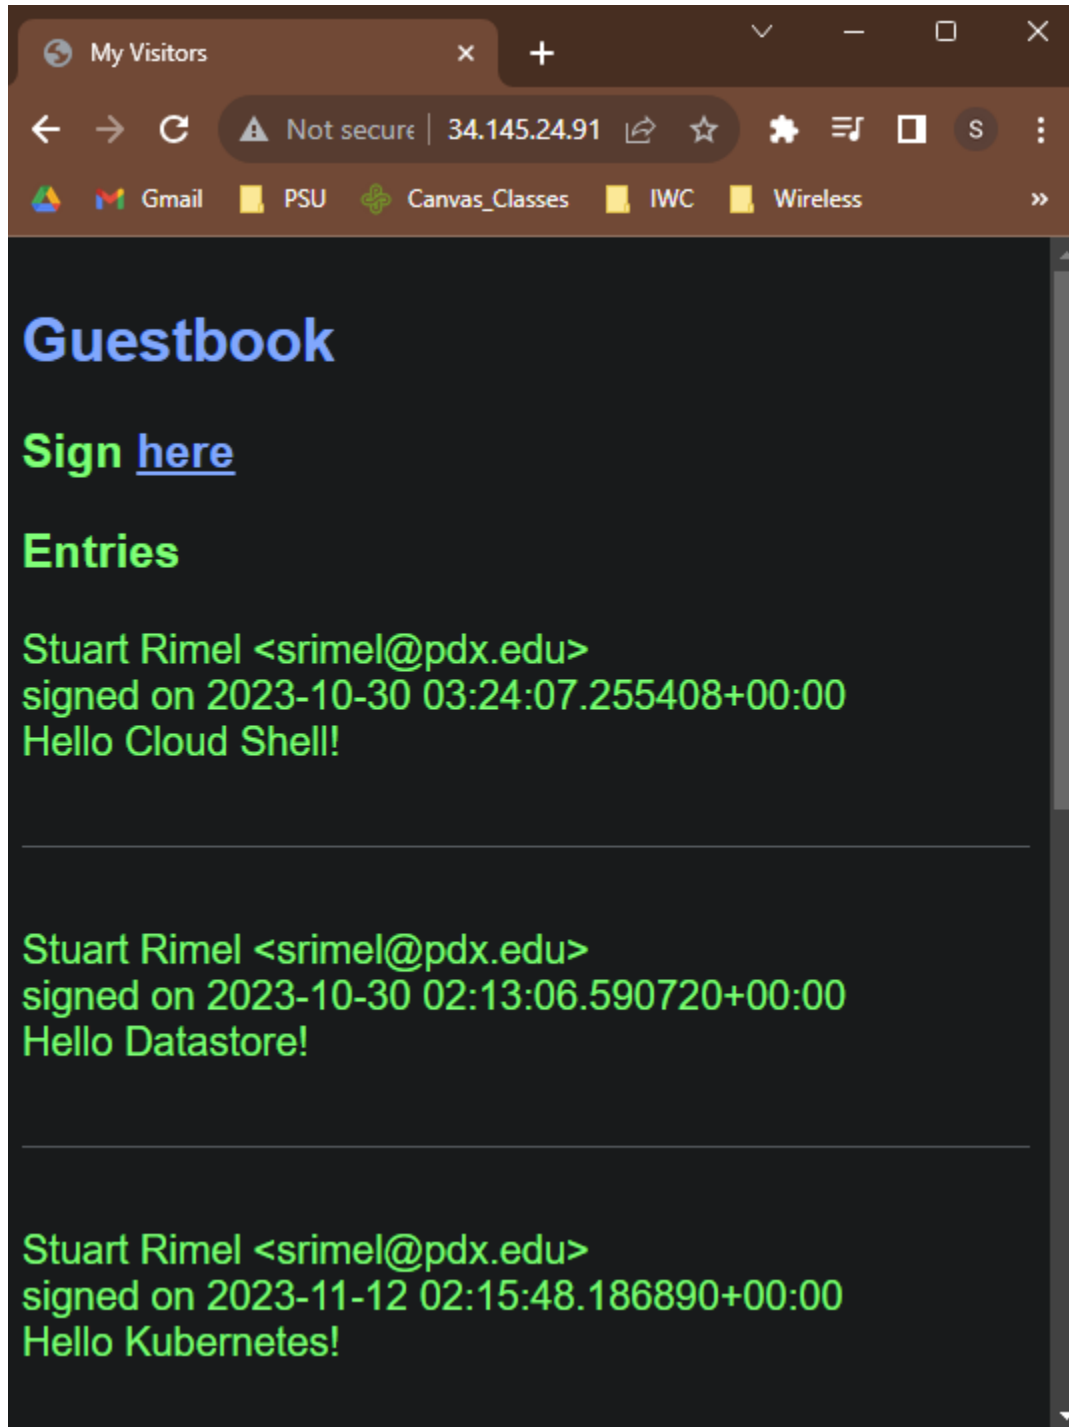 My Visitors
Not secure 34.145.24.91 S
Gmail PSU Canvas_Classes IWC Wireless
Guestbook
Sign here
Entries
Stuart Rimel <srimel@pdx.edu>
signed on 2023-10-30 03:24:07.255408+00:00
Hello Cloud Shell!
Stuart Rimel <srimel@pdx.edu>
signed on 2023-10-30 02:13:06.590720+00:00
Hello Datastore!
Stuart Rimel <srimel@pdx.edu>
signed on 2023-11-12 02:15:48.186890+00:00
Hello Kubernetes!